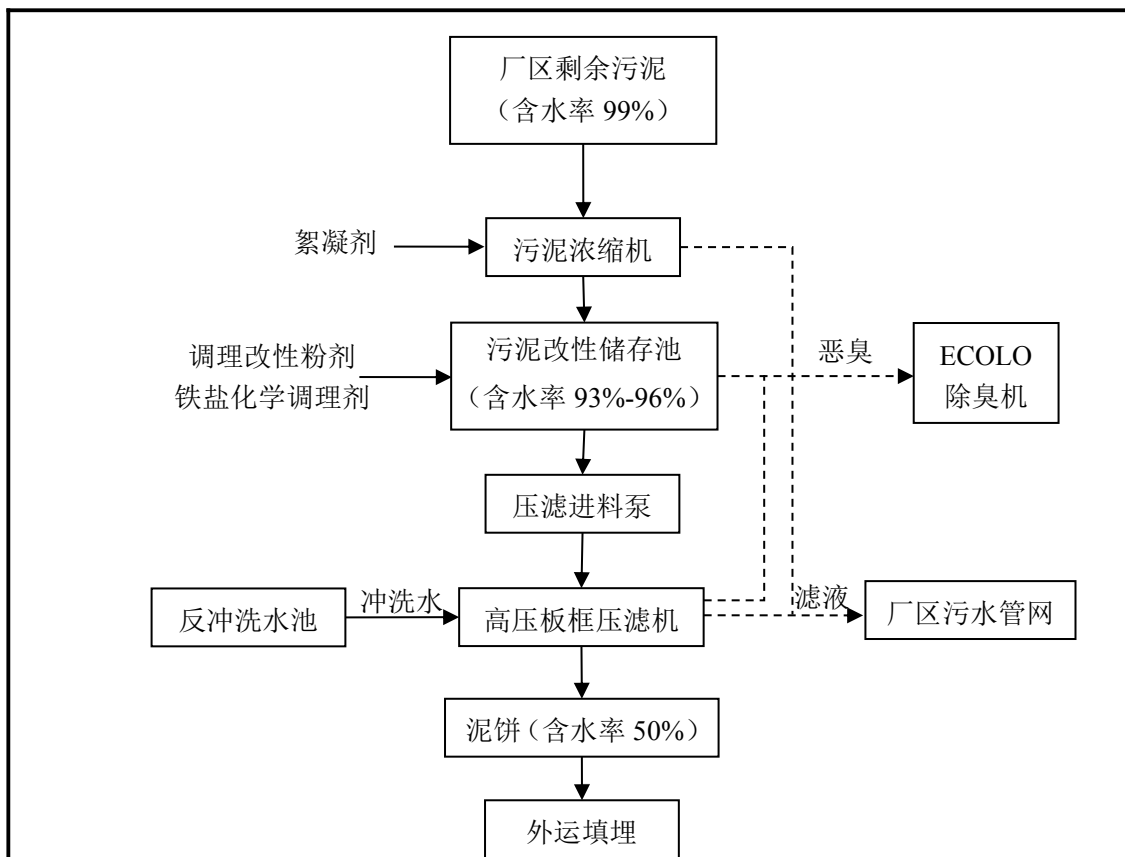 厂区剩余污泥
（含水率 99%）
絮凝剂
污泥浓缩机
调理改性粉剂
铁盐化学调理剂
污泥改性储存池
（含水率 93%-96%）
恶臭
ECOLO
除臭机
压滤进料泵
反冲洗水池
冲洗水
高压板框压滤机
滤液
厂区污水管网
泥饼（含水率 50%）
外运填埋